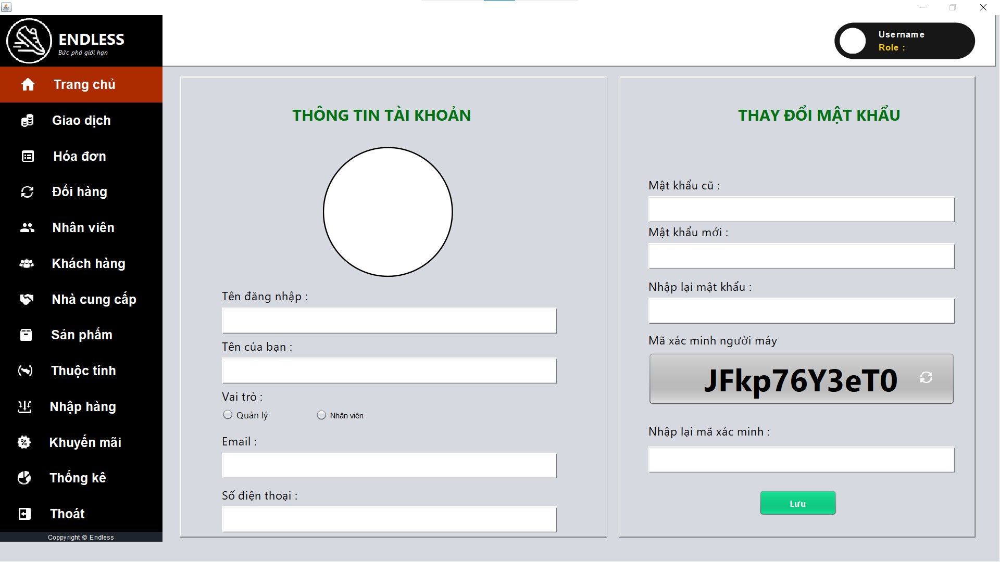 ENDLESS
Bức phá giới hạn
Username
Role :
Trang chủ
Giao dịch
Hóa đơn
Đổi hàng
Nhân viên
Khách hàng
Nhà cung cấp
Sản phẩm
Thuộc tính
Nhập hàng
Khuyến mãi
Thống kê
Thoát
Coppyright © Endless
THÔNG TIN TÀI KHOẢN
Tên đăng nhập :
Tên của bạn :
Vai trò :
Quản lý Nhân viên
Email :
Số điện thoại :
THAY ĐỔI MẬT KHẨU
Mật khẩu cũ :
Mật khẩu mới :
Nhập lại mật khẩu :
Mã xác minh người máy
JFkp76Y3eT0
Nhập lại mã xác minh :
Lưu